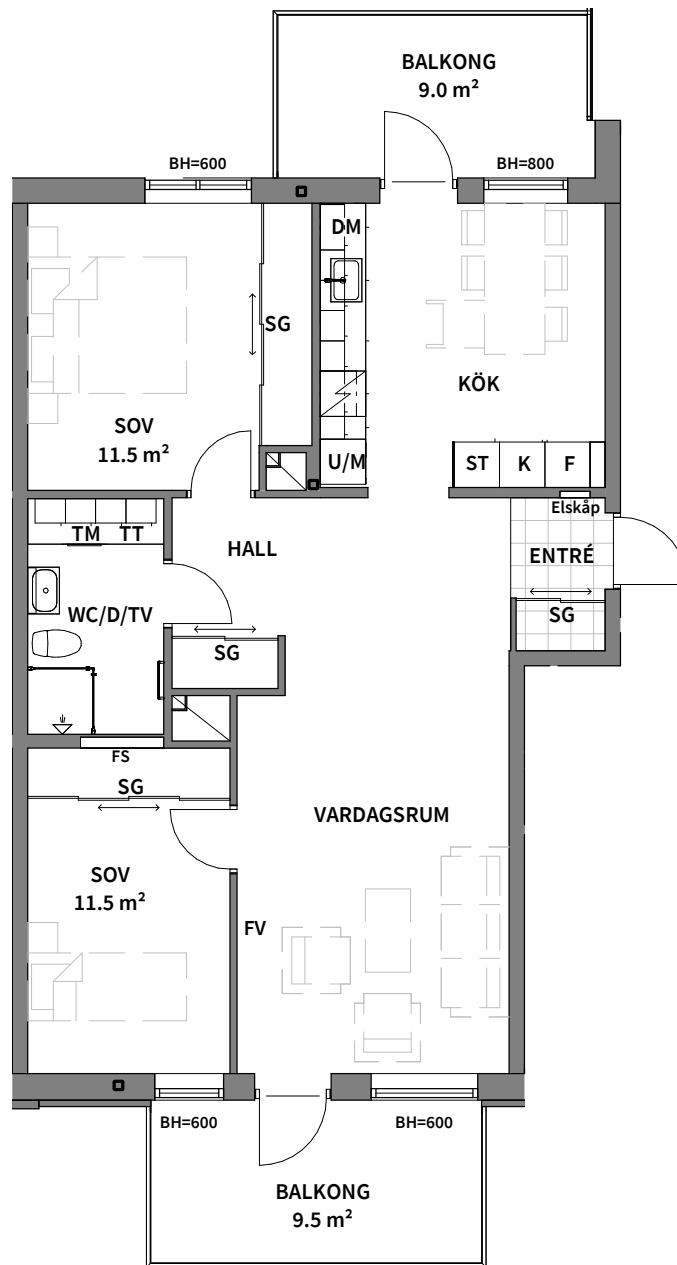 BALKONG
9.0 m²
BH=600
BH=800
DM
SG
KÖK
SOV
11.5 m²
U/M
ST
K
F
Elskåp
TM
TT
HALL
ENTRÉ
WC/D/TV
SG
SG
FS
SG
VARDAGSRUM
SOV
11.5 m²
FV
BH=600
BH=600
BALKONG
9.5 m²